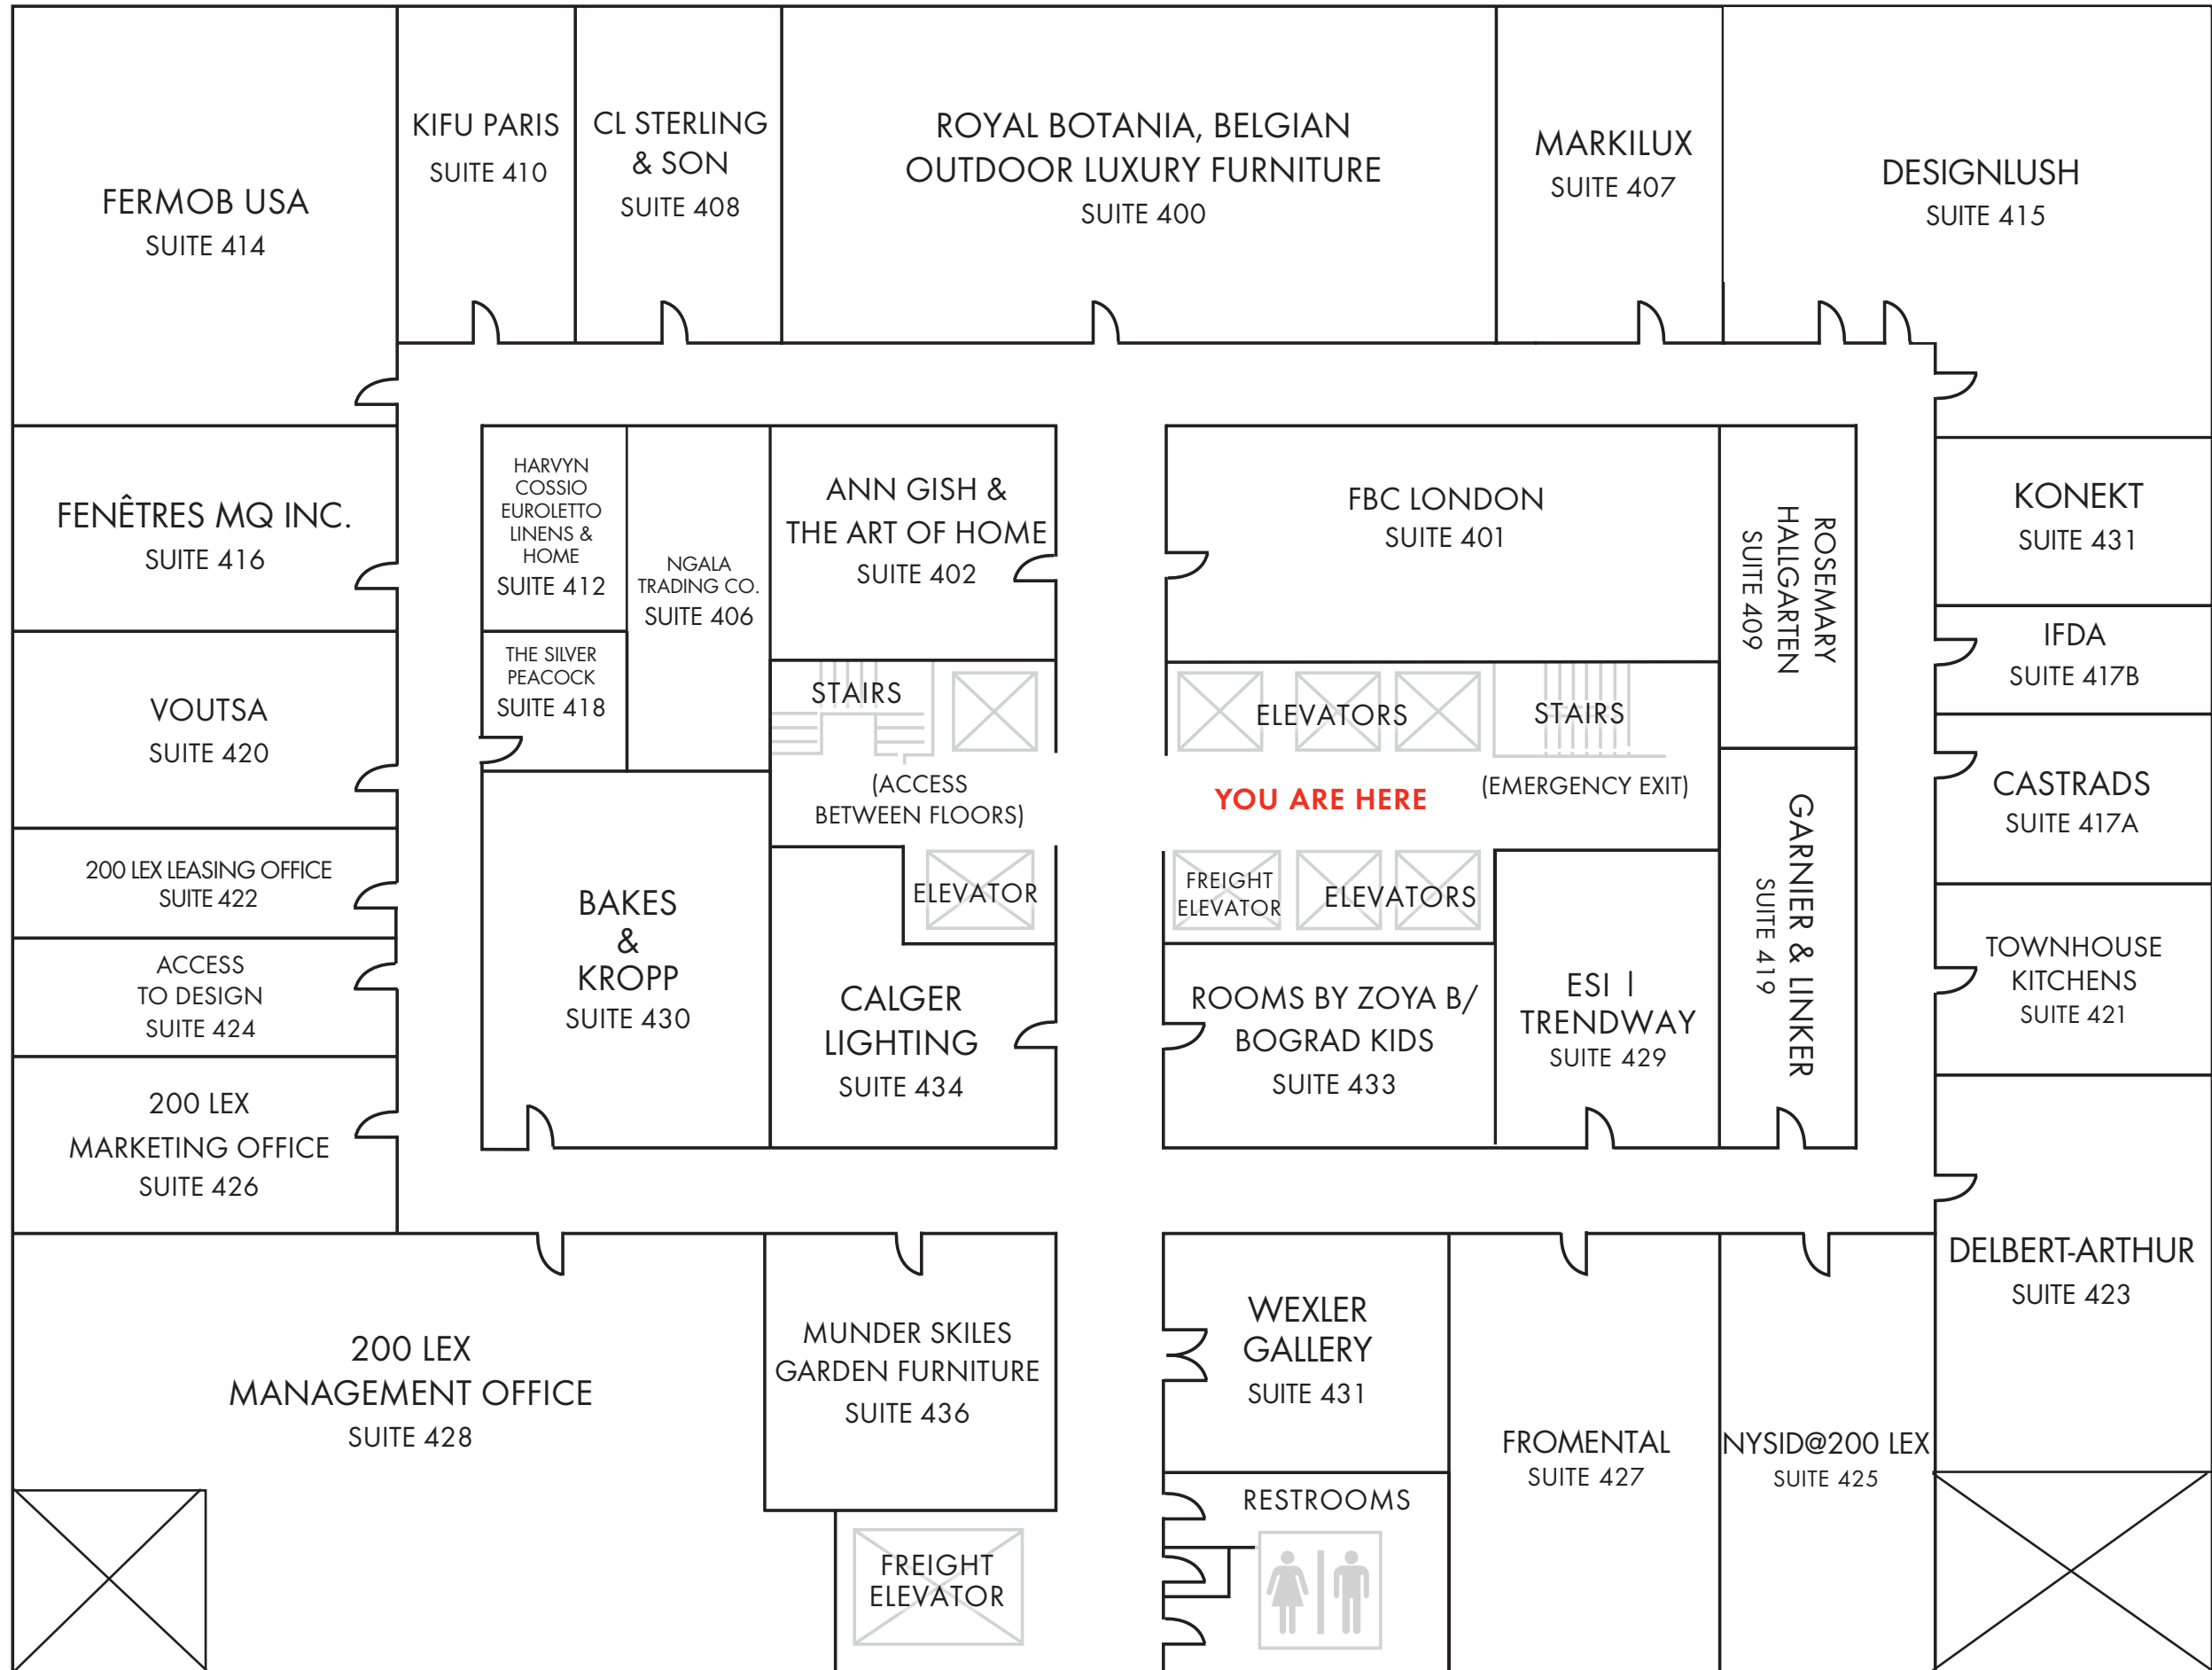 FERMOB USA
SUITE 414
KIFU PARIS
SUITE 410
CL STERLING
& SON
SUITE 408
ROYAL BOTANIA, BELGIAN
OUTDOOR LUXURY FURNITURE
SUITE 400
MARKILUX
SUITE 407
DESIGNLUSH
SUITE 415
FENÊTRES MQ INC.
SUITE 416
HARVYN
COSSIO
EUROLETTO
LINENS &
HOME
SUITE 412
NGALA
TRADING CO.
SUITE 406
ANN GISH &
THE ART OF HOME
SUITE 402
FBC LONDON
SUITE 401
ROSEMARY
HALLGARTEN
SUITE 409
KONEKT
SUITE 431
IFDA
SUITE 417B
VOUTSA
SUITE 420
THE SILVER
PEACOCK
SUITE 418
STAIRS
(ACCESS
BETWEEN FLOORS)
ELEVATORS
STAIRS
YOU ARE HERE
(EMERGENCY EXIT)
CASTRADS
SUITE 417A
200 LEX LEASING OFFICE
SUITE 422
BAKES
&
KROPP
SUITE 430
ELEVATOR
FREIGHT
ELEVATOR
ELEVATORS
GARNIER & LINKER
SUITE 419
ACCESS
TO DESIGN
SUITE 424
CALGER
LIGHTING
SUITE 434
ROOMS BY ZOYA B/
BOGRAD KIDS
SUITE 433
ESI |
TRENDWAY
SUITE 429
TOWNHOUSE
KITCHENS
SUITE 421
200 LEX
MARKETING OFFICE
SUITE 426
DELBERT-ARTHUR
SUITE 423
200 LEX
MANAGEMENT OFFICE
SUITE 428
MUNDER SKILES
GARDEN FURNITURE
SUITE 436
WEXLER
GALLERY
SUITE 431
FROMENTAL
SUITE 427
NYSID@200 LEX
SUITE 425
FREIGHT
ELEVATOR
RESTROOMS